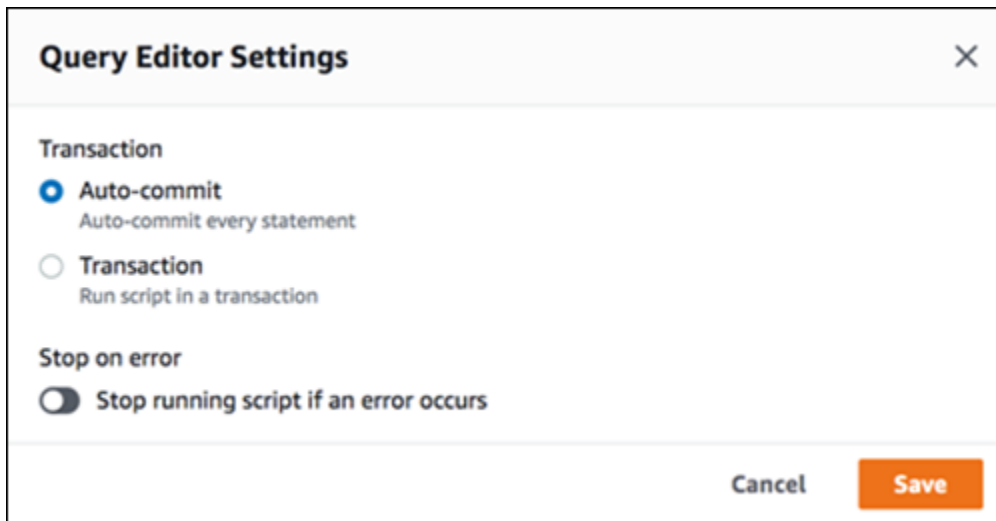 Query Editor Settings
Transaction
Auto-commit
Auto-commit every statement
Transaction
Run script in a transaction
Stop on error
Stop running script if an error occurs
Cancel
Save